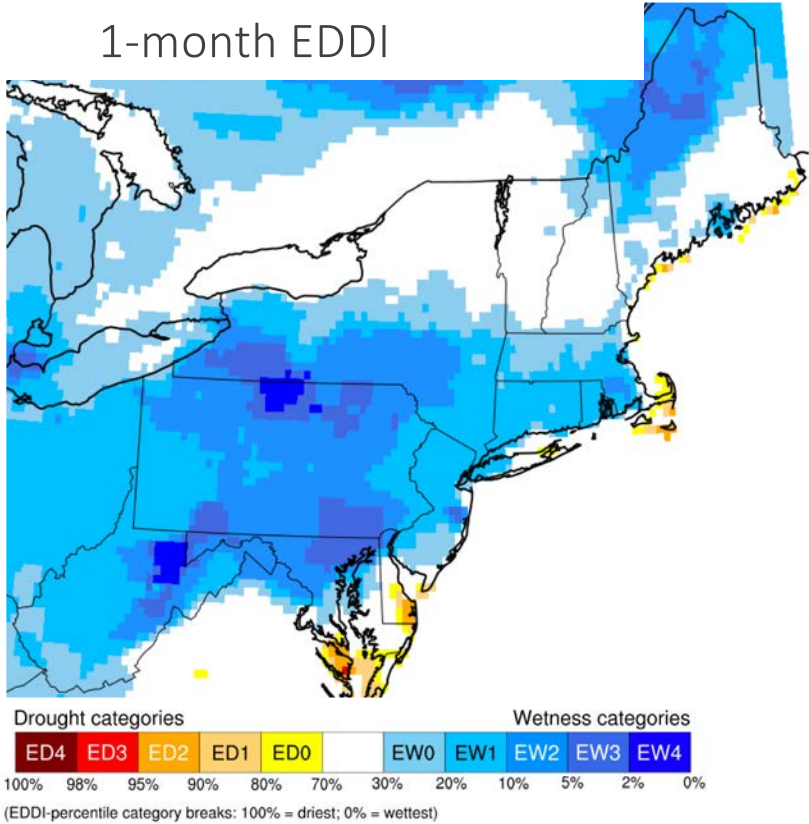 1-month EDDI
Drought categories Wetness categories
ED4 ED3 ED2 ED1 ED0 EW0 EW1 EW2 EW3 EW4
100% 98% 95% 90% 80% 70% 30% 20% 10% 5% 2% 0%
(EDDI-percentile category breaks: 100% = driest; 0% = wettest)